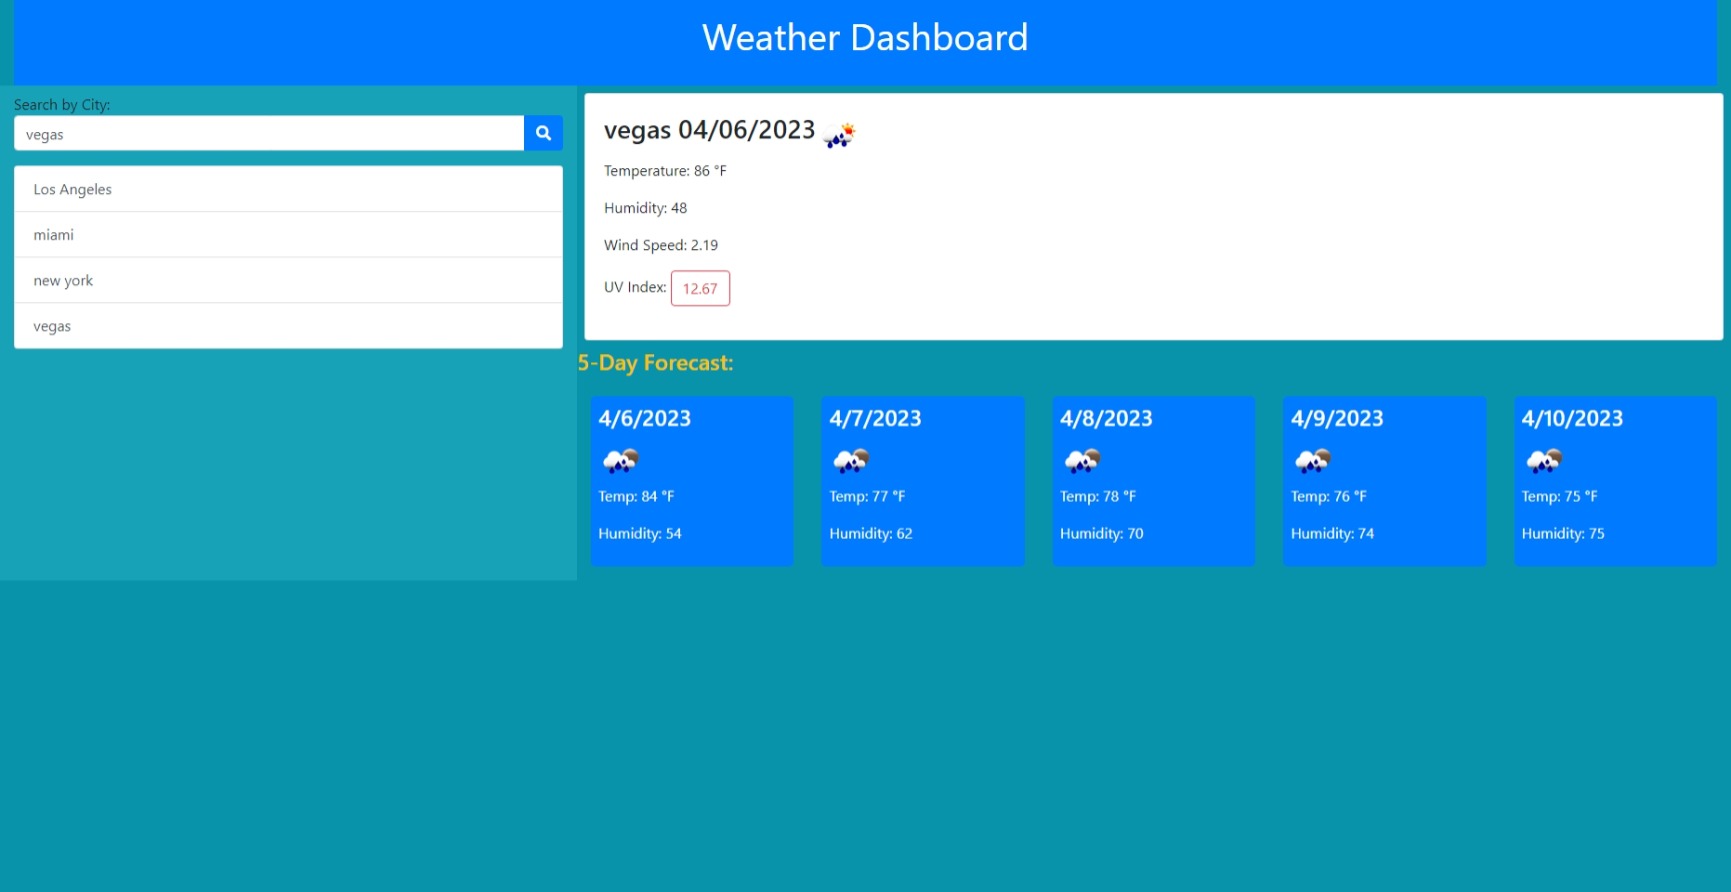 Weather Dashboard
Search by City:
vegas
Los Angeles
miami
new york
vegas
vegas 04/06/2023
Temperature: 86 °F
Humidity: 48
Wind Speed: 2.19
UV Index: 12.67
5-Day Forecast:
4/6/2023
Temp: 84 °F
Humidity: 54
4/7/2023
Temp: 77 °F
Humidity: 62
4/8/2023
Temp: 78 °F
Humidity: 70
4/9/2023
Temp: 76 °F
Humidity: 74
4/10/2023
Temp: 75 °F
Humidity: 75